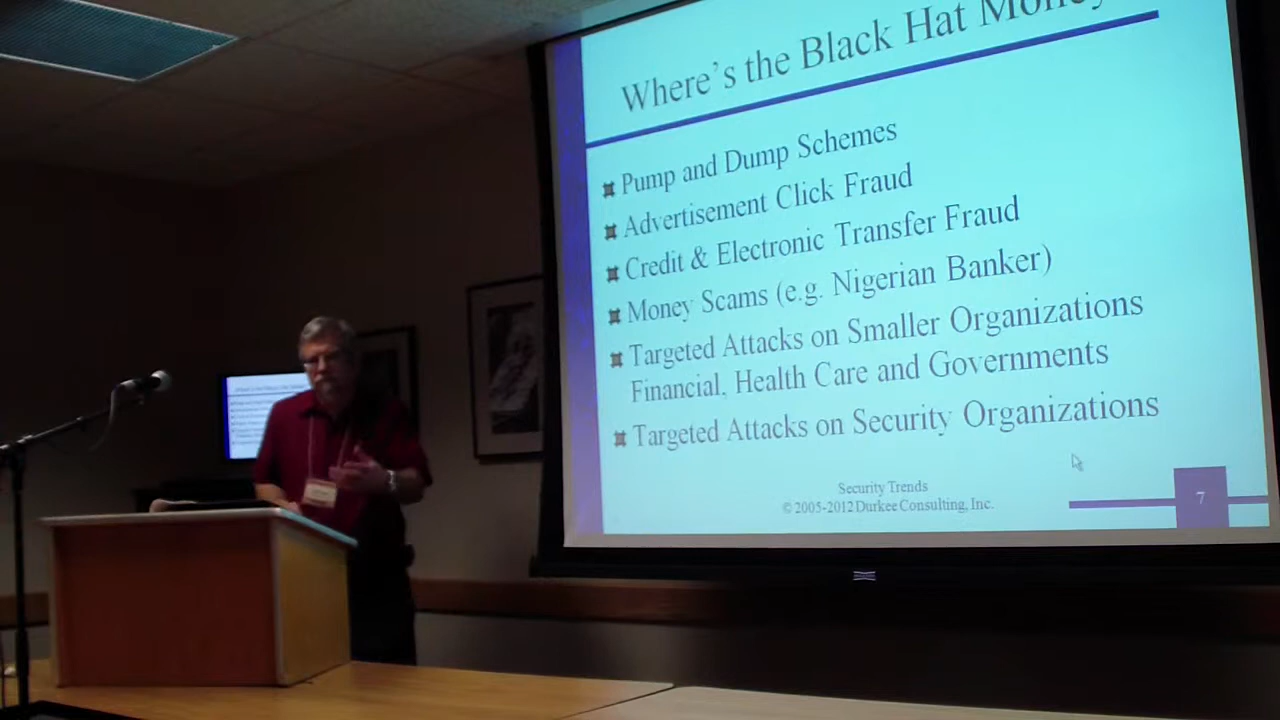 Where's the Black Hat Money
Pump and Dump Schemes
Advertisement Click Fraud
Credit & Electronic Transfer Fraud
Money Scams (e.g. Nigerian Banker)
Targeted Attacks on Smaller Organizations
Financial, Health Care and Governments
Targeted Attacks on Security Organizations
Security Trends
© 2005-2012 Durkee Consulting, Inc.
7